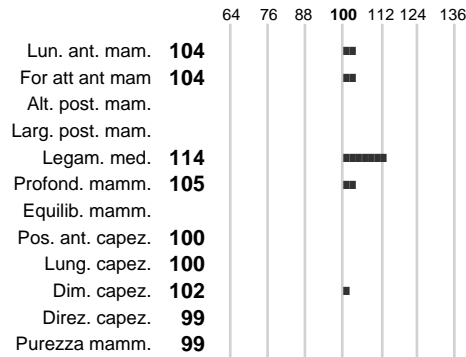 64 76 88 100 112 124 136
Lun. ant. mam. 104
For att ant mam 104
Alt. post. mam.
Larg. post. mam.
Legam. med. 114
Profond. mamm. 105
Equilib. mamm.
Pos. ant. capez. 100
Lung. capez. 100
Dim. capez. 102
Direz. capez. 99
Purezza mamm. 99